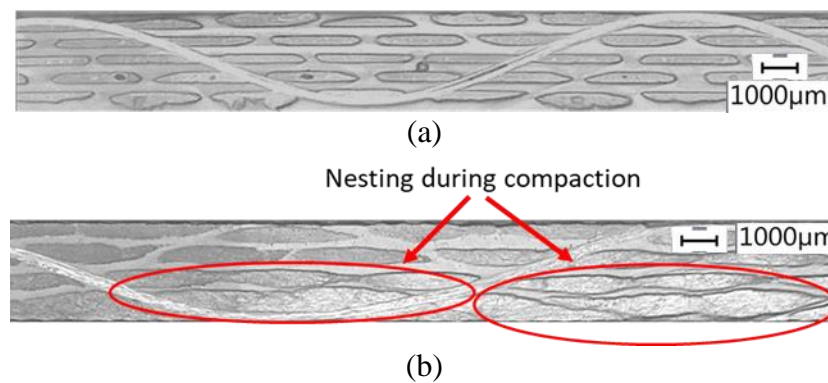 1000μm
(a)
Nesting during compaction
1000μm
(b)